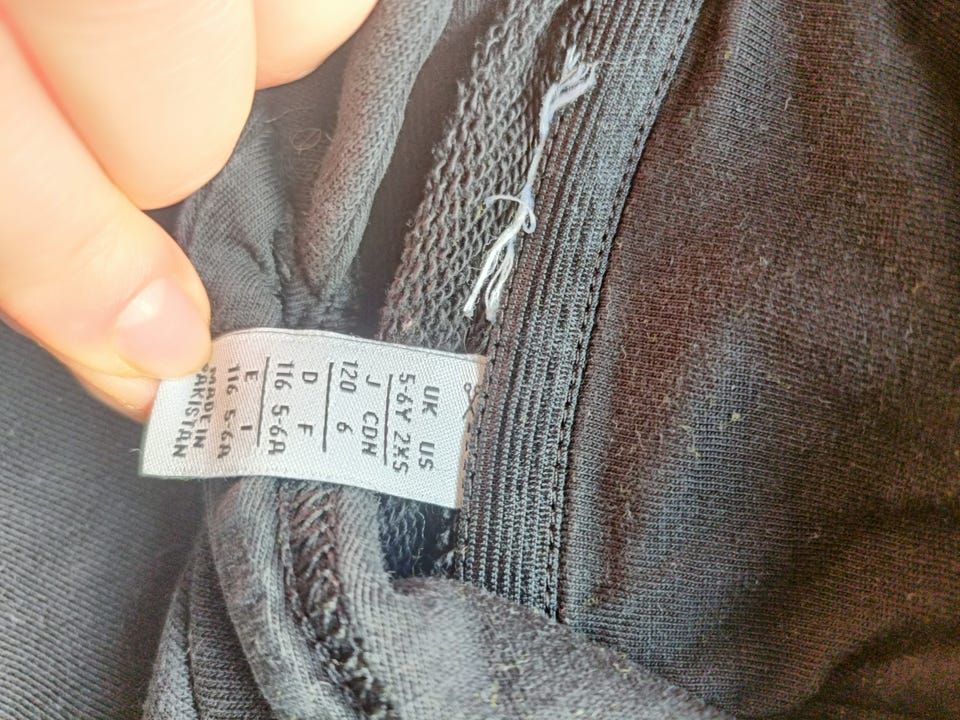 UK US
5-6Y 2XS
J CDN
120 6
D F
116 5-6A
E I
116 5-6A
MADE IN
PAKISTAN